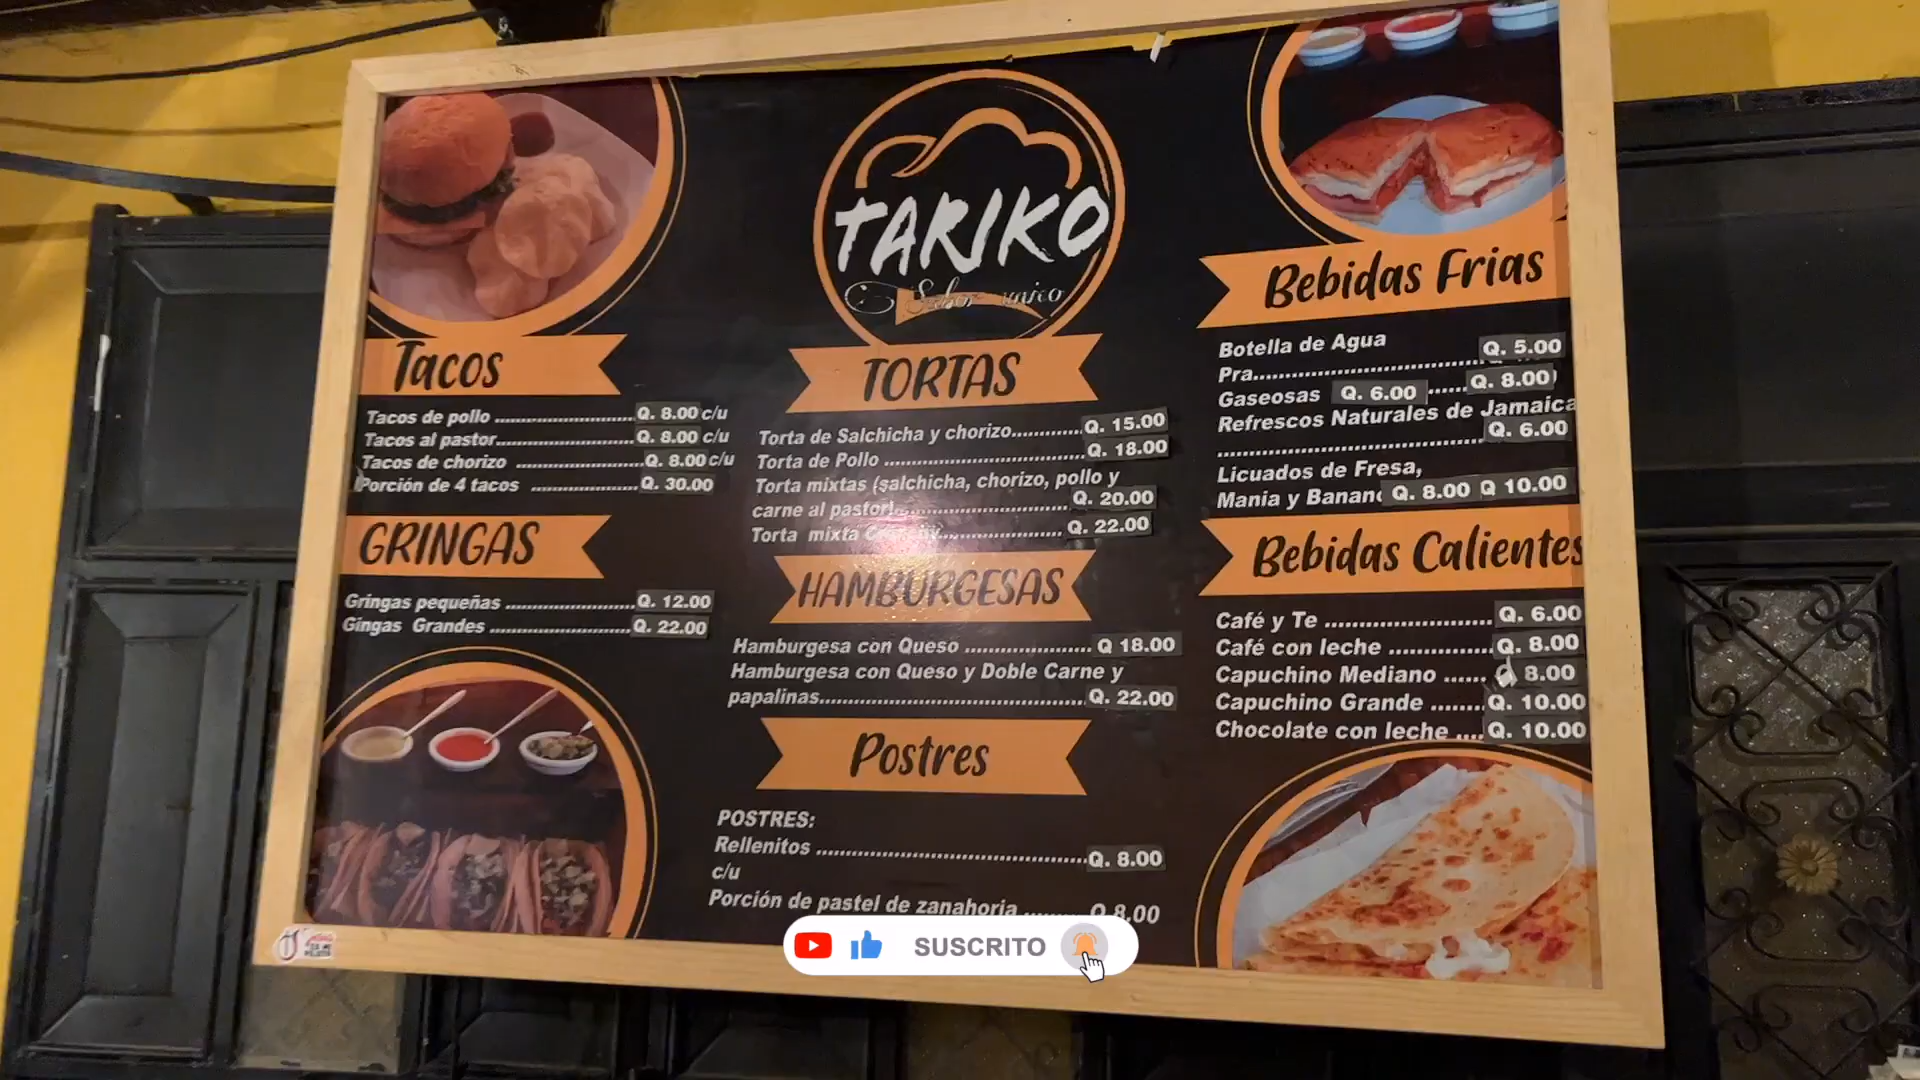 TARIKO
Sabor unico
Tacos
Tacos de pollo ........................ Q. 8.00 c/u
Tacos al pastor........................ Q. 8.00 c/u
Tacos de chorizo ..................... Q. 8.00 c/u
Porción de 4 tacos .................. Q. 30.00
GRINGAS
Gringas pequeñas ...................... Q. 12.00
Gingas Grandes ........................ Q. 22.00
TORTAS
Torta de Salchicha y chorizo............ Q. 15.00
Torta de Pollo .................................. Q. 18.00
Torta mixtas (salchicha, chorizo, pollo y
carne al pastor)............................... Q. 20.00
Torta mixta ..................... Q. 22.00
HAMBURGESAS
Hamburgesa con Queso ...................... Q 18.00
Hamburgesa con Queso y Doble Carne y
papalinas............................................. Q. 22.00
Postres
POSTRES:
Rellenitos ............................................. Q. 8.00
c/u
Porción de pastel de zanahoria ......... Q 8,00
Bebidas Frias
Botella de Agua
Pra.................................... Q. 5.00
Gaseosas Q. 6.00 ...... Q. 8.00)
Refrescos Naturales de Jamaica
......................................... Q. 6.00
Licuados de Fresa,
Mania y Banano Q. 8.00 Q 10.00
Bebidas Calientes
Café y Te ......................... Q. 6.00
Café con leche ............... Q. 8.00
Capuchino Mediano ...... Q 8.00
Capuchino Grande ........ Q. 10.00
Chocolate con leche .... Q. 10.00
SUSCRITO